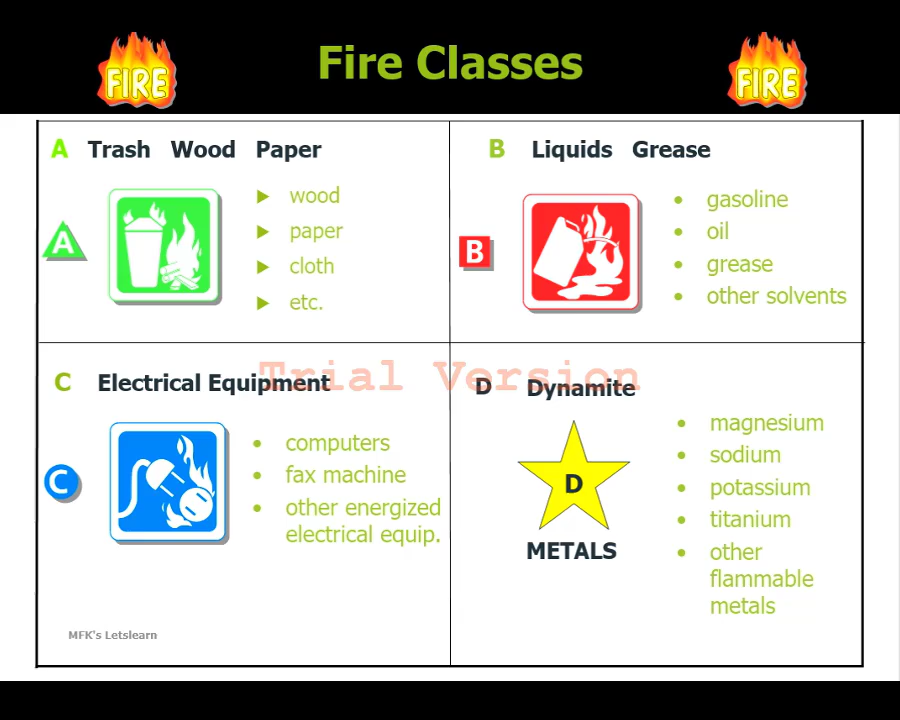 FIRE
Fire Classes
FIRE
A Trash Wood Paper
A
wood
paper
cloth
etc.
B Liquids Grease
B
gasoline
oil
grease
other solvents
C Electrical Equipment
C
computers
fax machine
other energized
electrical equip.
Trial Version
D Dynamite
D
METALS
magnesium
sodium
potassium
titanium
other
flammable
metals
MFK's Letslearn